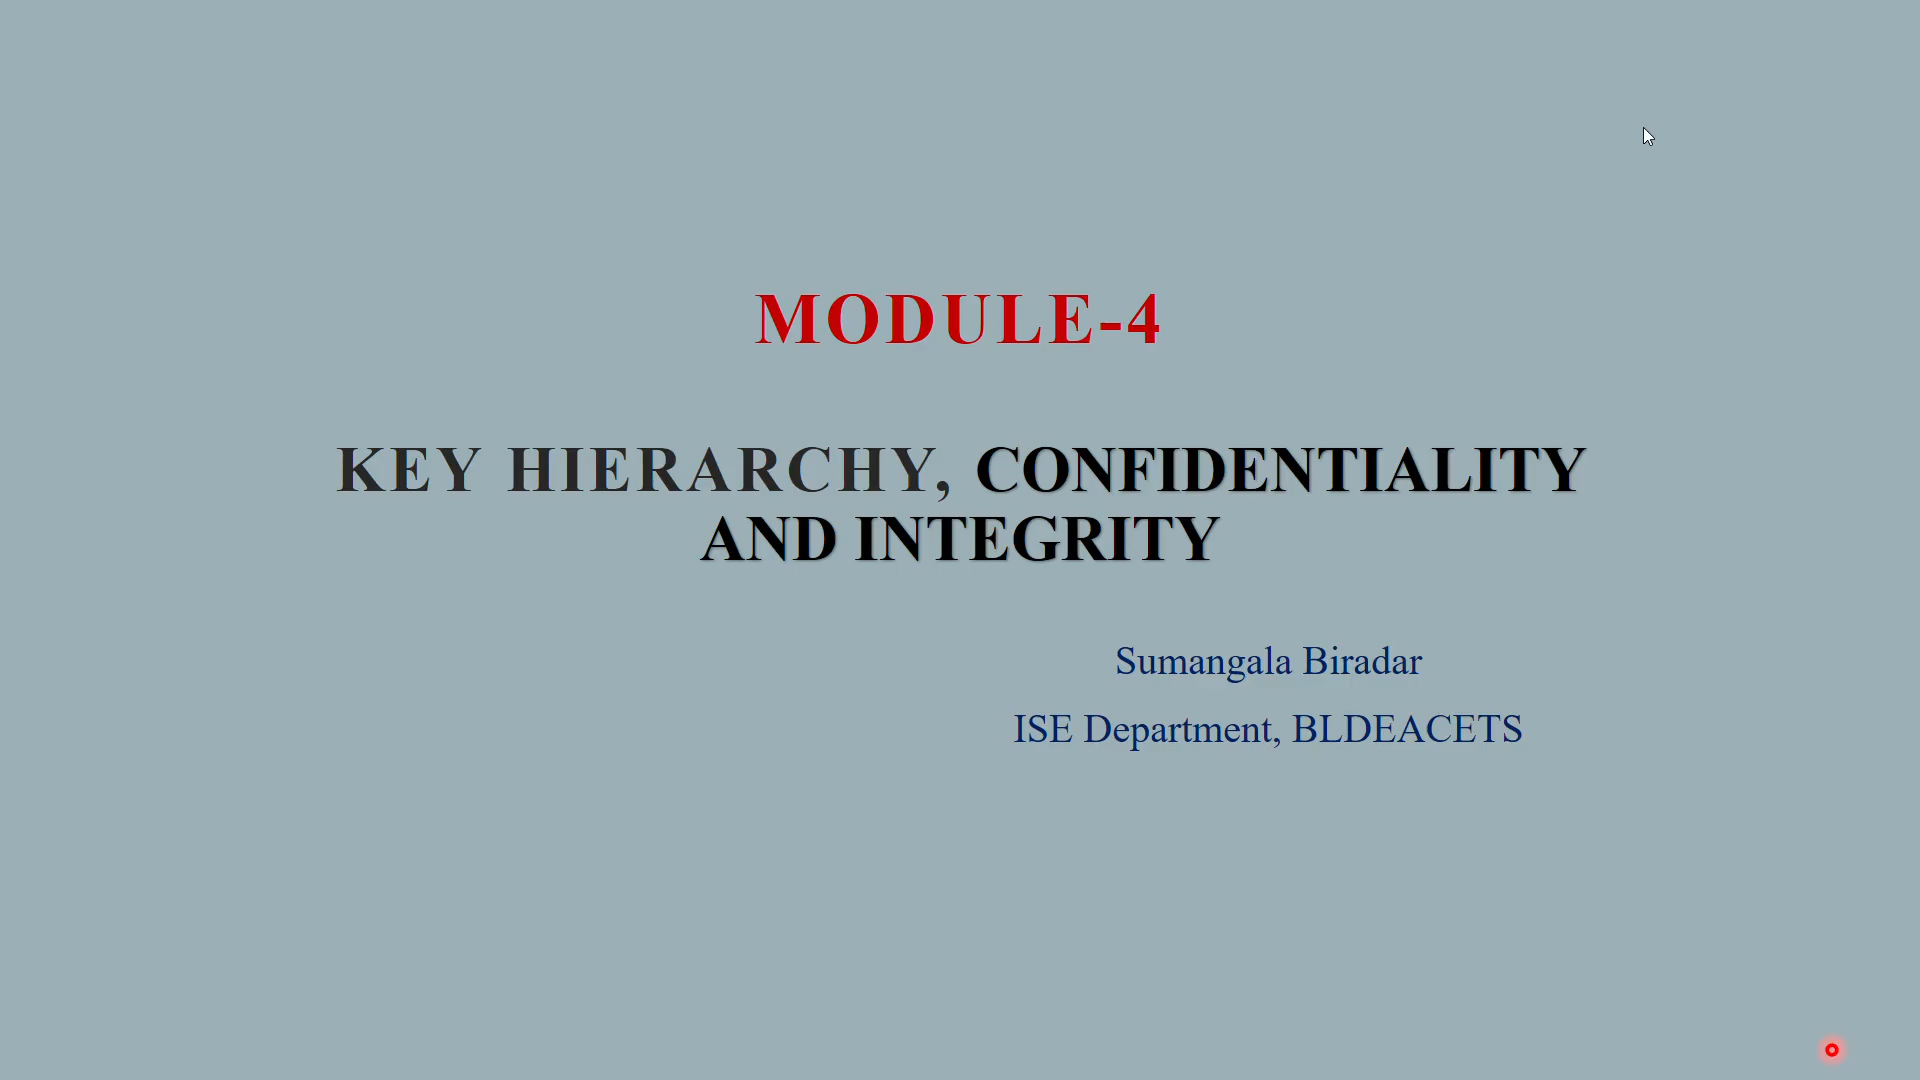 MODULE-4
KEY HIERARCHY, CONFIDENTIALITY
AND INTEGRITY
Sumangala Biradar
ISE Department, BLDEACETS